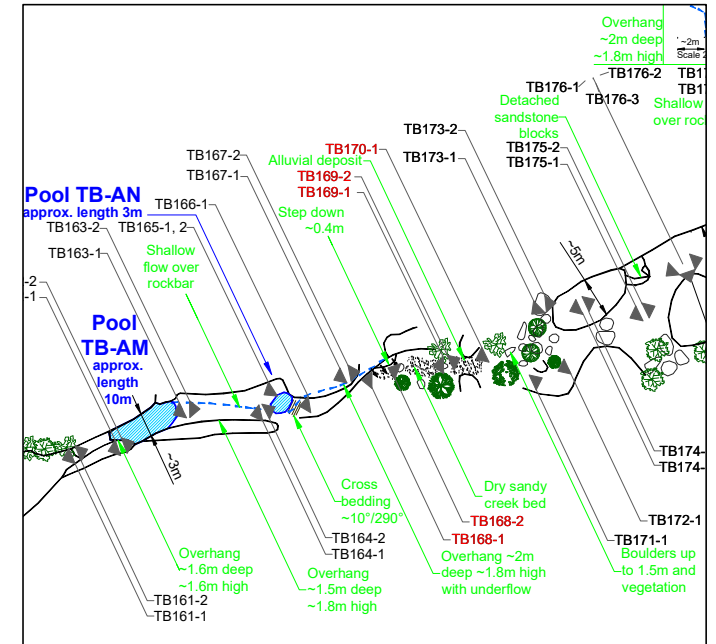 Overhang
~2m deep
~1.8m high
~2m
TB176-1
TB176-2
TB176-3
Shallow
Detached
sandstone
blocks
TB175-2
TB175-1
TB173-2
TB173-1
TB170-1
Alluvial deposit
TB169-2
TB169-1
Step down
~0.4m
TB167-2
TB167-1
Pool TB-AN
approx. length 3m
TB166-1
TB163-2
TB165-1, 2
TB163-1
Shallow
flow over
rockbar
-2
-1
Pool
TB-AM
approx.
length
10m
~5m
~3m
Cross
bedding
~10°/290°
Dry sandy
creek bed
TB174-
TB174-
TB168-2
TB168-1
TB172-1
TB171-1
TB164-2
TB164-1
Overhang ~2m
deep ~1.8m high
with underflow
Boulders up
to 1.5m and
vegetation
Overhang
~1.6m deep
~1.6m high
Overhang
~1.5m deep
~1.8m high
TB161-2
TB161-1